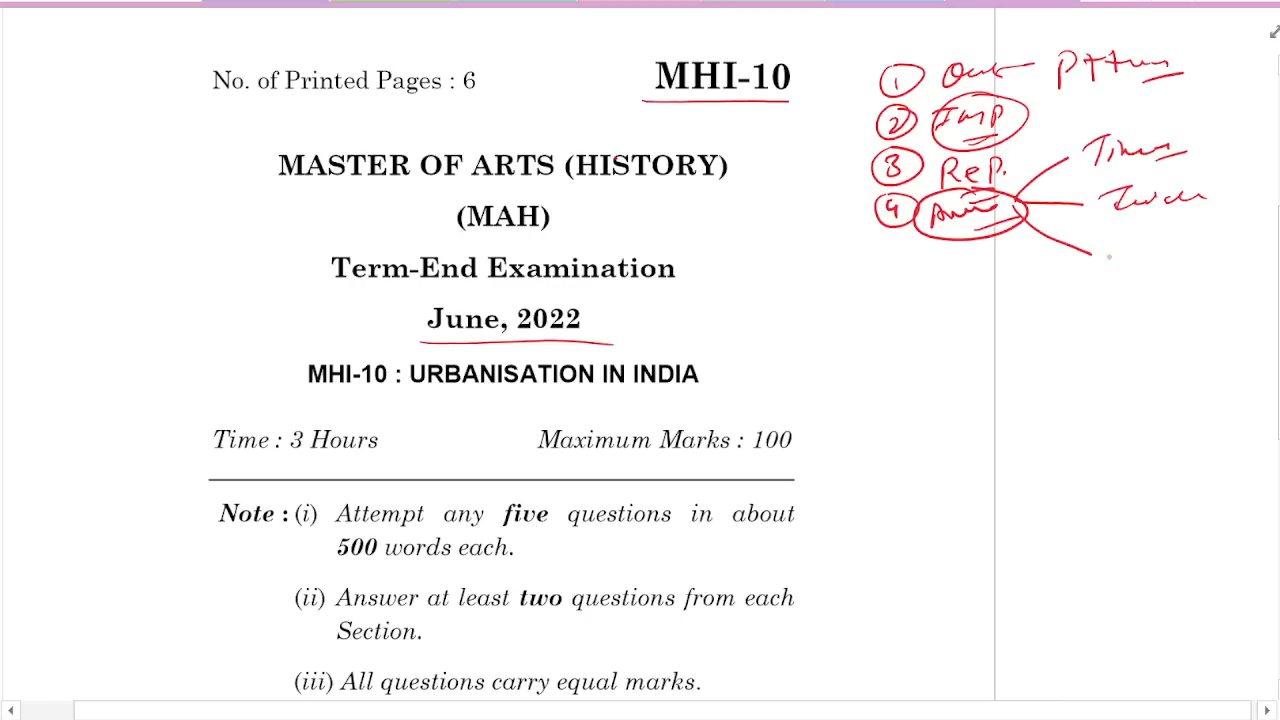 No. of Printed Pages : 6
MHI-10
MASTER OF ARTS (HISTORY)
(MAH)
Term-End Examination
June, 2022
MHI-10 : URBANISATION IN INDIA
Time : 3 Hours
Maximum Marks : 100
Note : (i) Attempt any five questions in about
500 words each.
(ii) Answer at least two questions from each
Section.
(iii) All questions carry equal marks.
1
2 Imp
3 Rep.
4